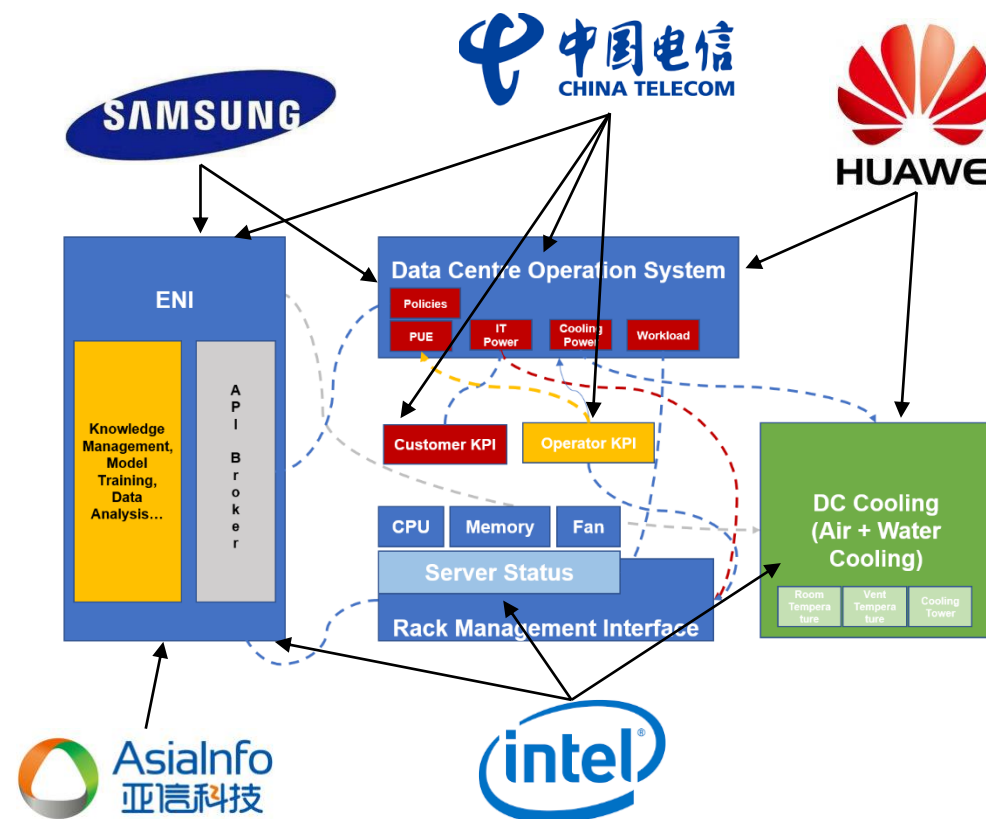 SAMSUNG
中国电信
CHINA TELECOM
HUAWE
ENI
Knowledge
Management,
Model
Training,
Data
Analysis…
A
P
I
B
r
o
k
e
r
Data Centre Operation System
Policies
PUE
IT
Power
Cooling
Power
Workload
Customer KPI
Operator KPI
CPU
Memory
Fan
Server Status
Rack Management Interface
DC Cooling
(Air + Water
Cooling)
Room
Tempera
ture
Vent
Tempera
ture
Cooling
Tower
AsiaInfo
亚信科技
intel®